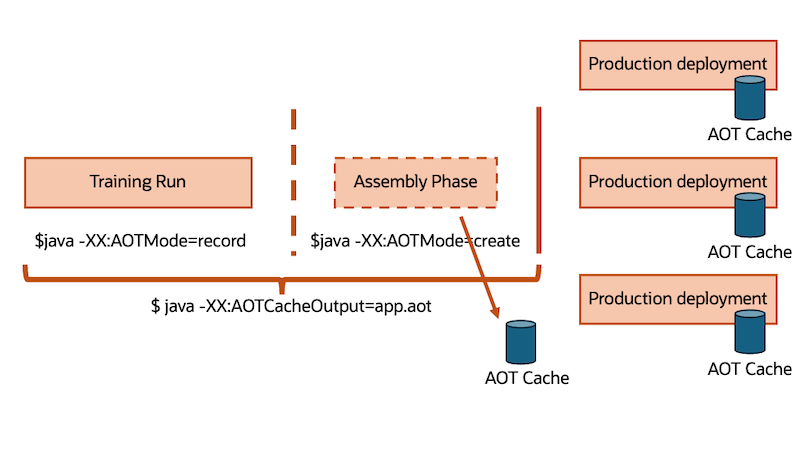 Training Run
$java -XX:AOTMode=record
Assembly Phase
$java -XX:AOTMode=create
$ java -XX:AOTCacheOutput=app.aot
AOT Cache
Production deployment
AOT Cache
Production deployment
AOT Cache
Production deployment
AOT Cache